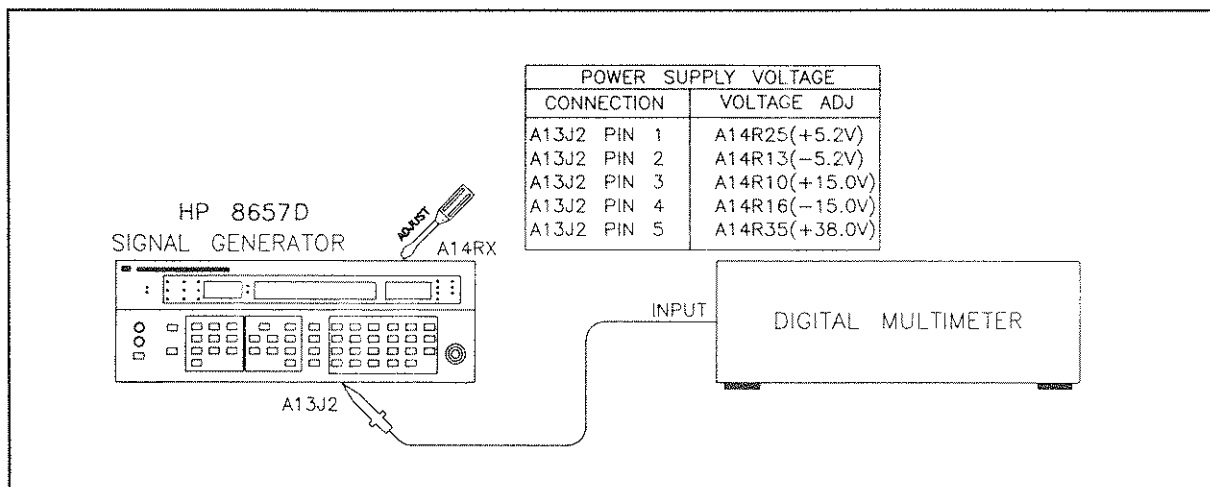 POWER SUPPLY VOLTAGE
CONNECTION VOLTAGE ADJ
A13J2 PIN 1 A14R25(+5.2V)
A13J2 PIN 2 A14R13(−5.2V)
A13J2 PIN 3 A14R10(+15.0V)
A13J2 PIN 4 A14R16(−15.0V)
A13J2 PIN 5 A14R35(+38.0V)
HP 8657D
SIGNAL GENERATOR
ADJUST
A14RX
INPUT
DIGITAL MULTIMETER
A13J2